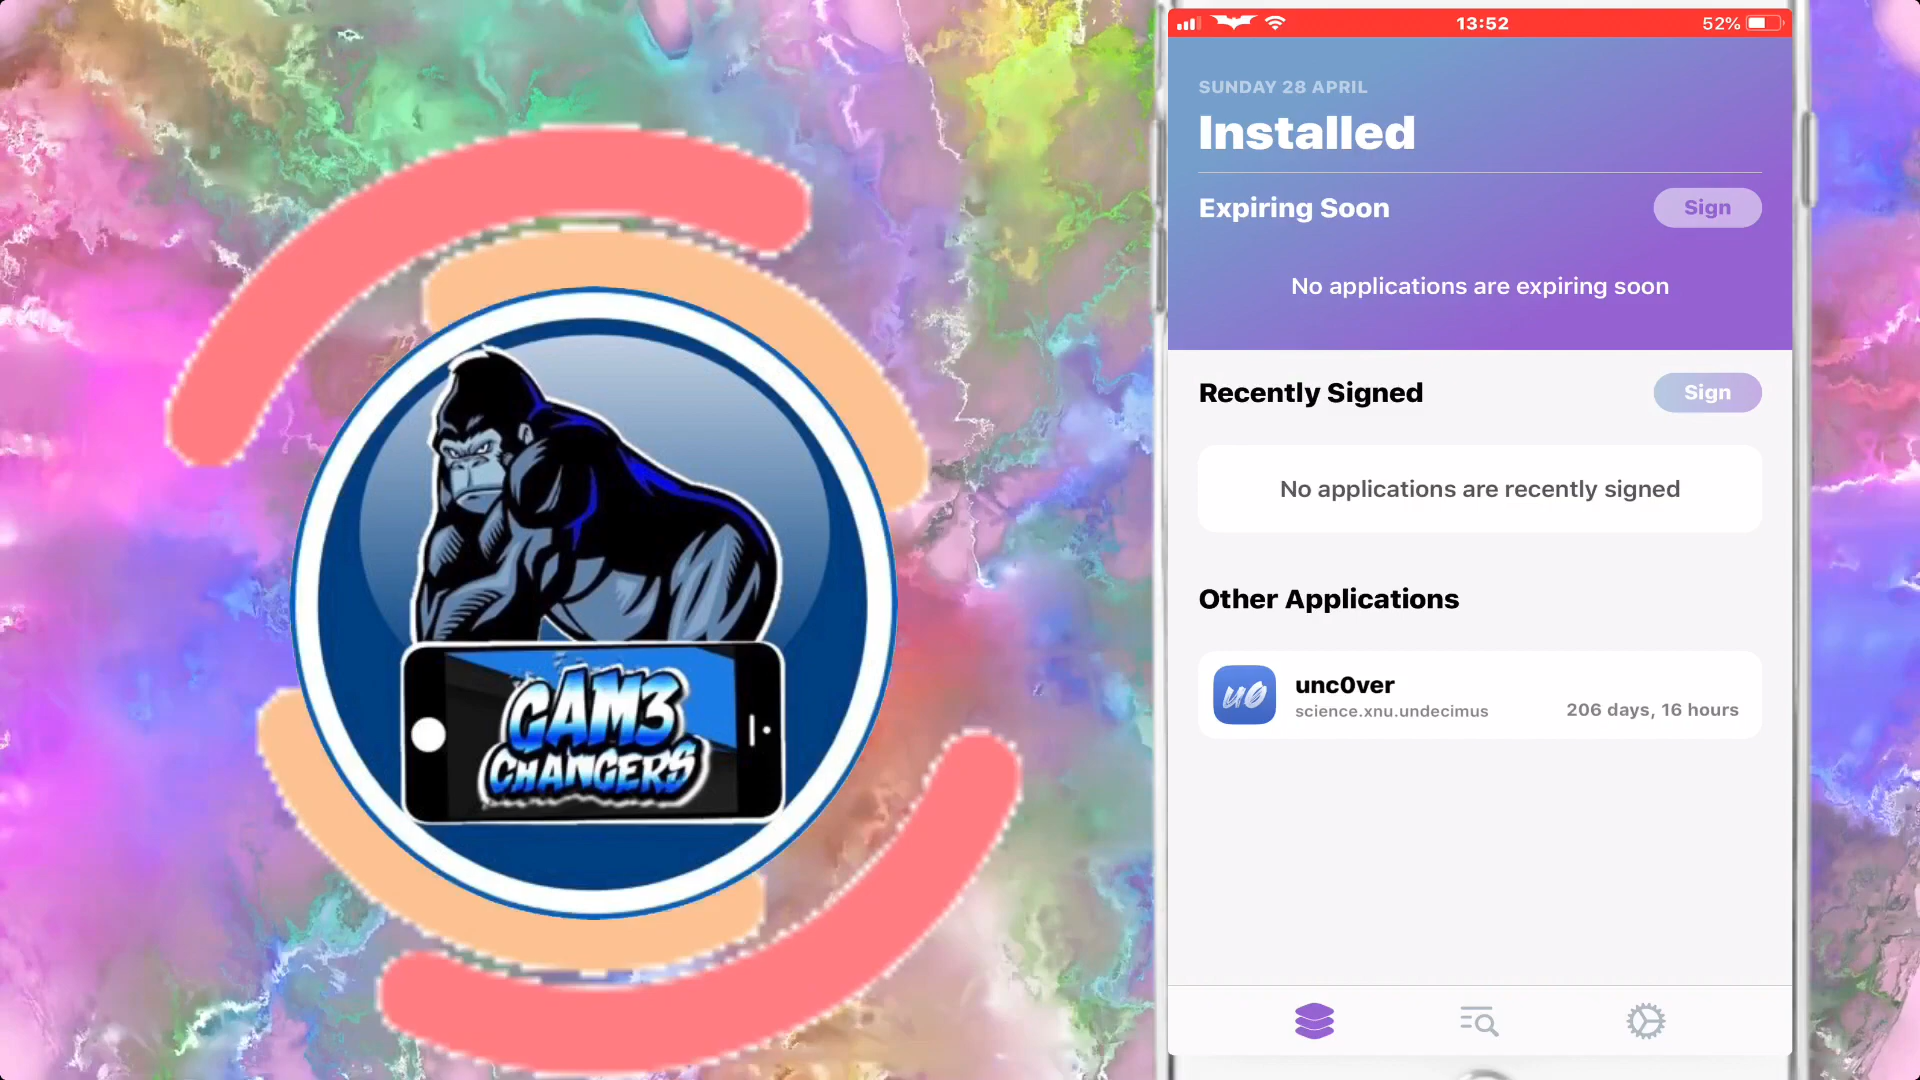 GAM3
CHANGERS
13:52
52%
SUNDAY 28 APRIL
Installed
Expiring Soon
Sign
No applications are expiring soon
Recently Signed
Sign
No applications are recently signed
Other Applications
u0
unc0ver
science.xnu.undecimus
206 days, 16 hours